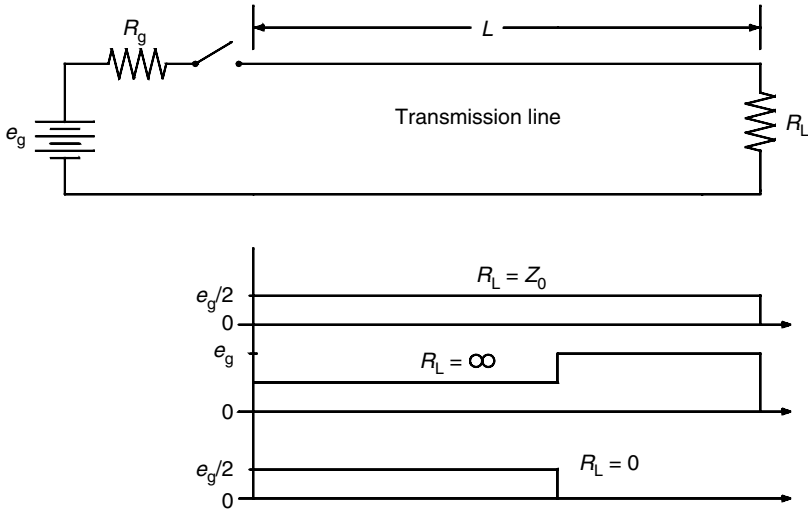 R_g
L
e_g
Transmission line
R_L
R_L = Z_0
e_g/2
0
e_g
R_L = ∞
0
e_g/2
R_L = 0
0